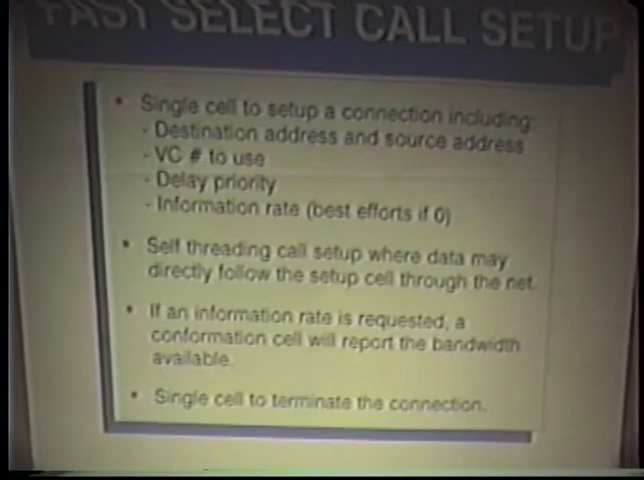 FAST SELECT CALL SETUP
• Single cell to setup a connection including:
- Destination address and source address
- VC # to use
- Delay priority
- Information rate (best efforts if 0)
• Self threading call setup where data may
directly follow the setup cell through the net.
• If an information rate is requested, a
conformation cell will report the bandwidth
available.
• Single cell to terminate the connection.